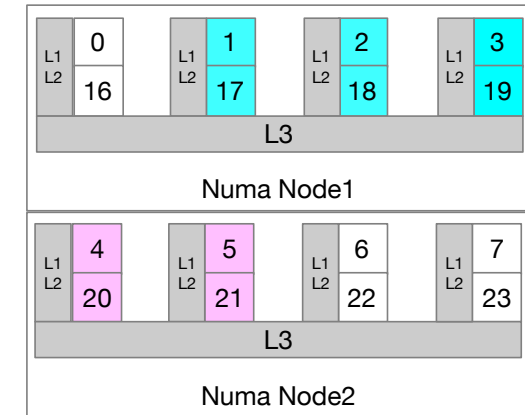 L1 L2 0 16 L1 L2 1 17 L1 L2 2 18 L1 L2 3 19
L3
Numa Node1
L1 L2 4 20 L1 L2 5 21 L1 L2 6 22 L1 L2 7 23
L3
Numa Node2